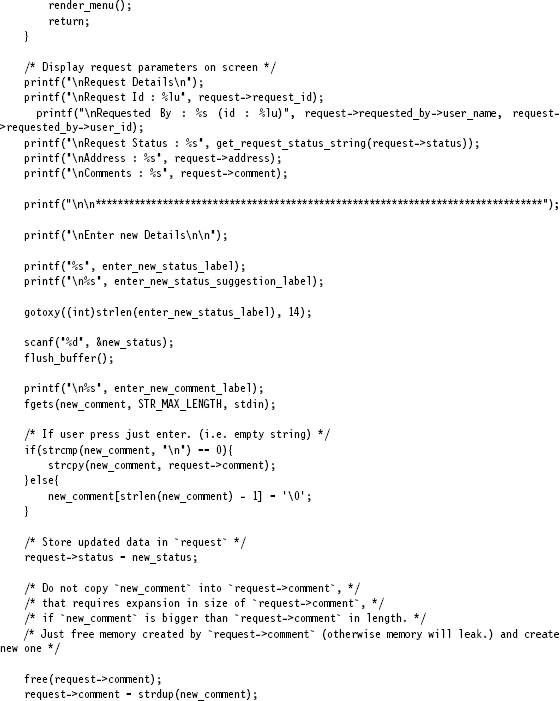 render_menu();
return;
}
/* Display request parameters on screen */
printf("\nRequest Details\n");
printf("\nRequest Id : %lu", request->request_id);
printf("\nRequested By : %s (id : %lu)", request->requested_by->user_name, request-
>requested_by->user_id);
printf("\nRequest Status : %s", get_request_status_string(request->status));
printf("\nAddress : %s", request->address);
printf("\nComments : %s", request->comment);
printf("\n\n********************************************************************************");
printf("\nEnter new Details\n\n");
printf("%s", enter_new_status_label);
printf("\n%s", enter_new_status_suggestion_label);
gotoxy((int)strlen(enter_new_status_label), 14);
scanf("%d", &new_status);
flush_buffer();
printf("\n%s", enter_new_comment_label);
fgets(new_comment, STR_MAX_LENGTH, stdin);
/* If user press just enter. (i.e. empty string) */
if(strcmp(new_comment, "\n") == 0){
strcpy(new_comment, request->comment);
}else{
new_comment[strlen(new_comment) - 1] = '\0';
}
/* Store updated data in `request` */
request->status = new_status;
/* Do not copy `new_comment` into `request->comment`, */
/* that requires expansion in size of `request->comment`, */
/* if `new_comment` is bigger than `request->comment` in length. */
/* Just free memory created by `request->comment` (otherwise memory will leak.) and create
new one */
free(request->comment);
request->comment = strdup(new_comment);